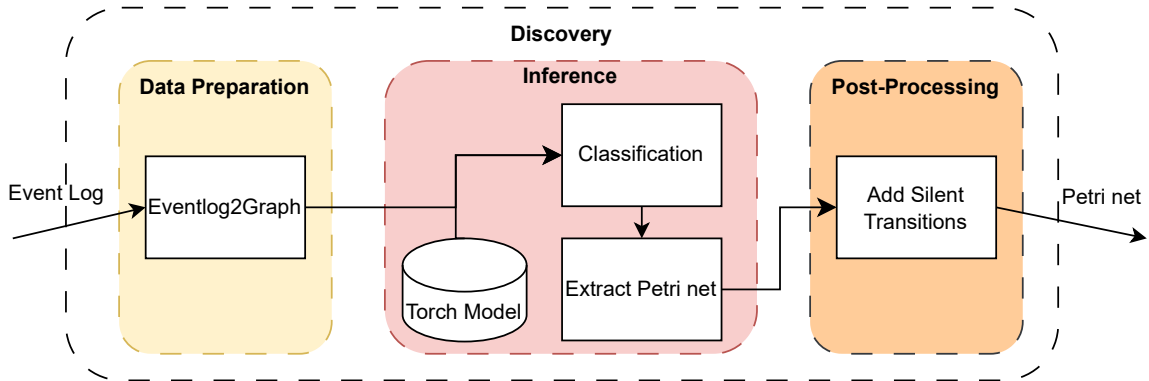 Discovery
Data Preparation
Inference
Post-Processing
Event Log
Eventlog2Graph
Classification
Torch Model
Extract Petri net
Add Silent
Transitions
Petri net